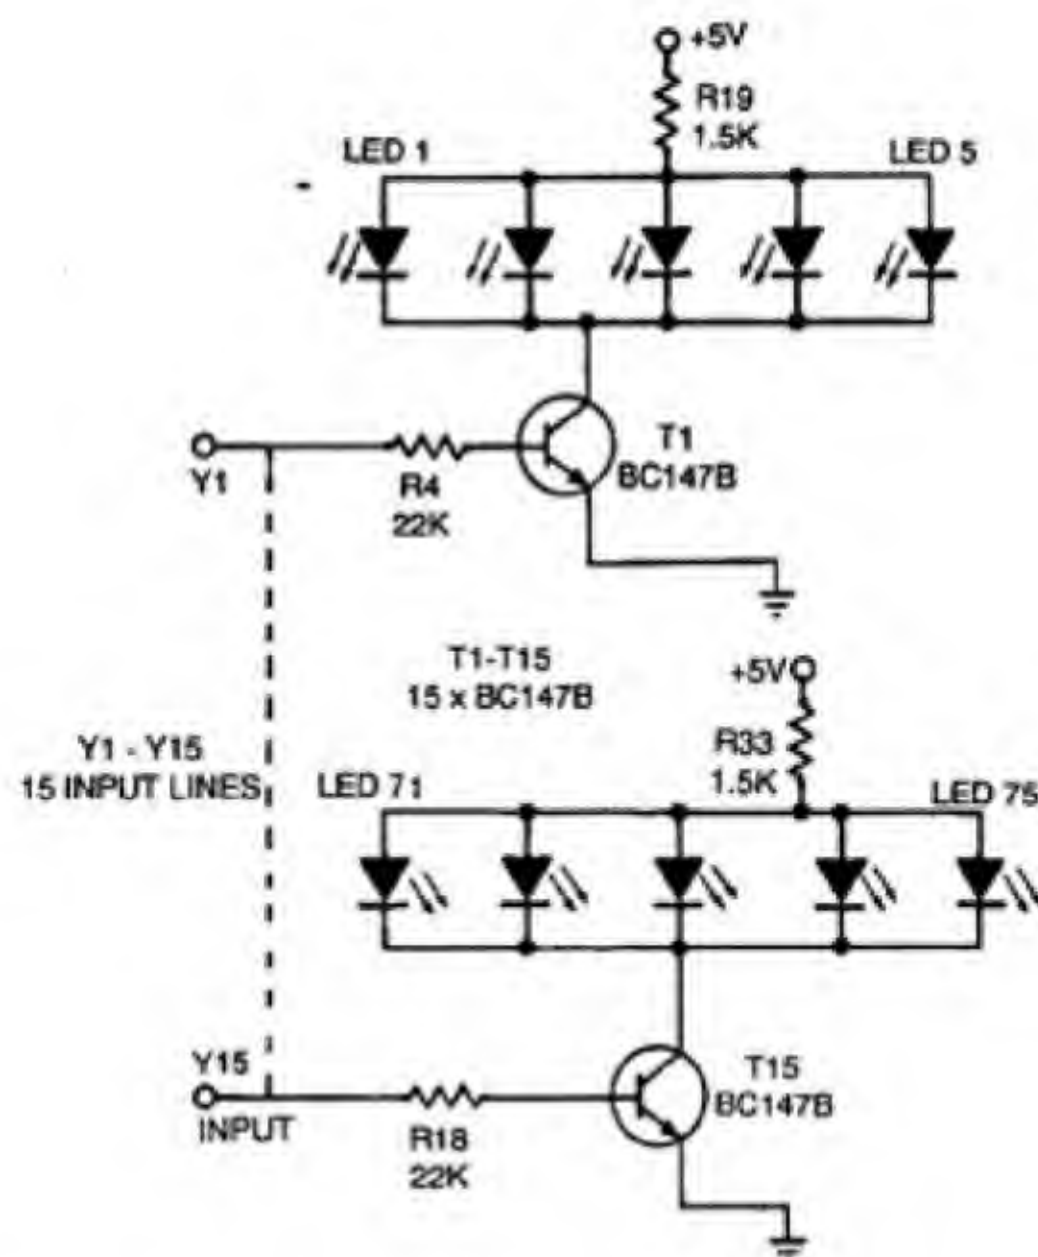 +5V
R19
1.5K
LED 1
LED 5
T1
BC147B
Y1
R4
22K
T1-T15
15 x BC147B
+5V
Y1 - Y15
15 INPUT LINES
R33
1.5K
LED 71
LED 75
Y15
INPUT
T15
BC147B
R18
22K